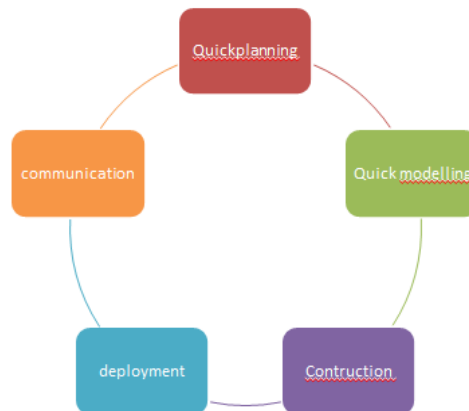 Quickplanning
communication
Quick modelling
deployment
Contruction